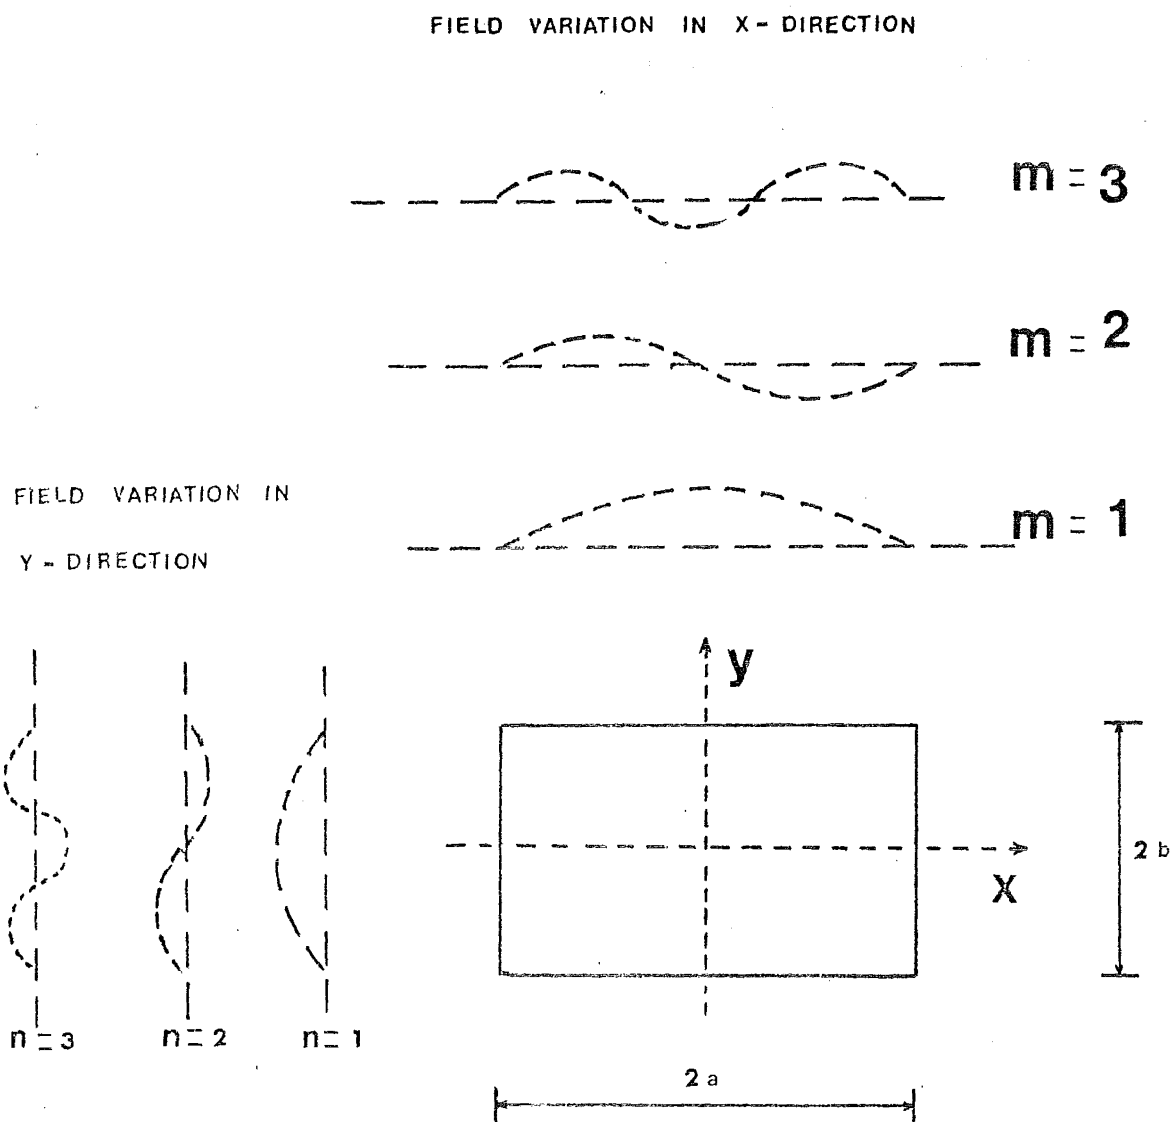 FIELD VARIATION IN X - DIRECTION
m = 3
m = 2
m = 1
FIELD VARIATION IN
Y - DIRECTION
y
x
2 b
n = 3
n = 2
n = 1
2 a